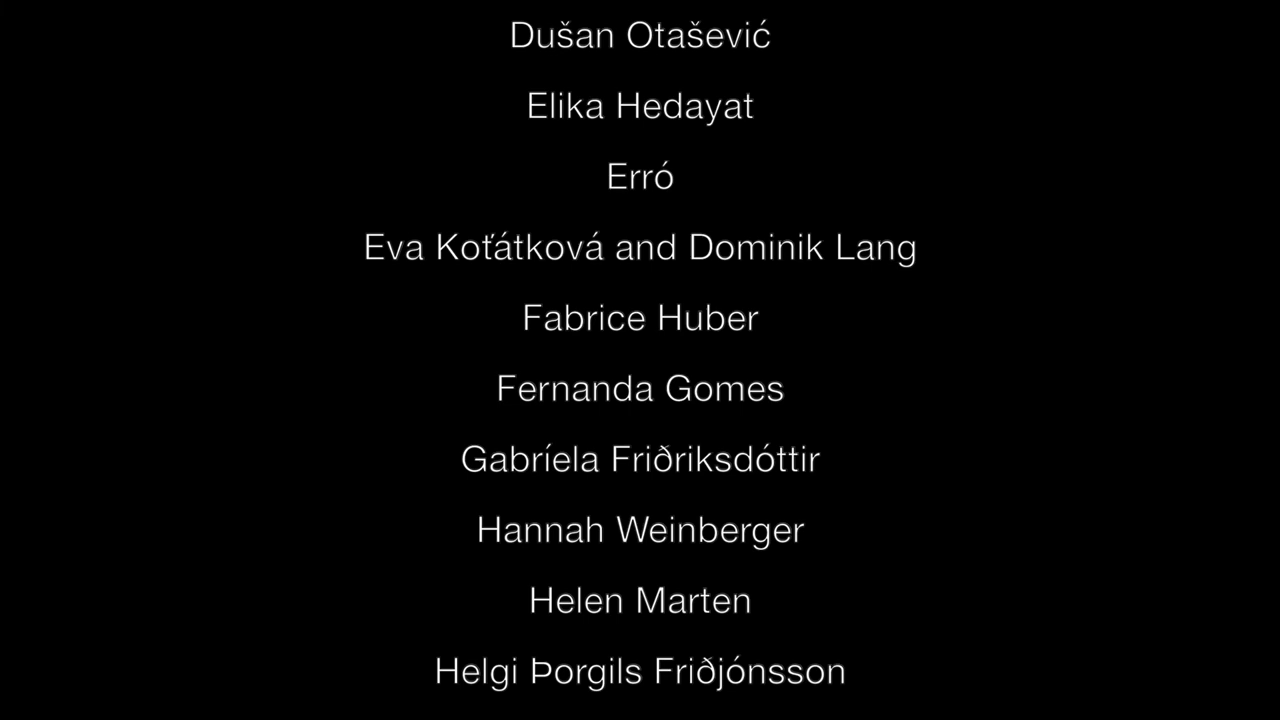 Dušan Otašević
Elika Hedayat
Erró
Eva Koťátková and Dominik Lang
Fabrice Huber
Fernanda Gomes
Gabríela Friðriksdóttir
Hannah Weinberger
Helen Marten
Helgi Þorgils Friðjónsson